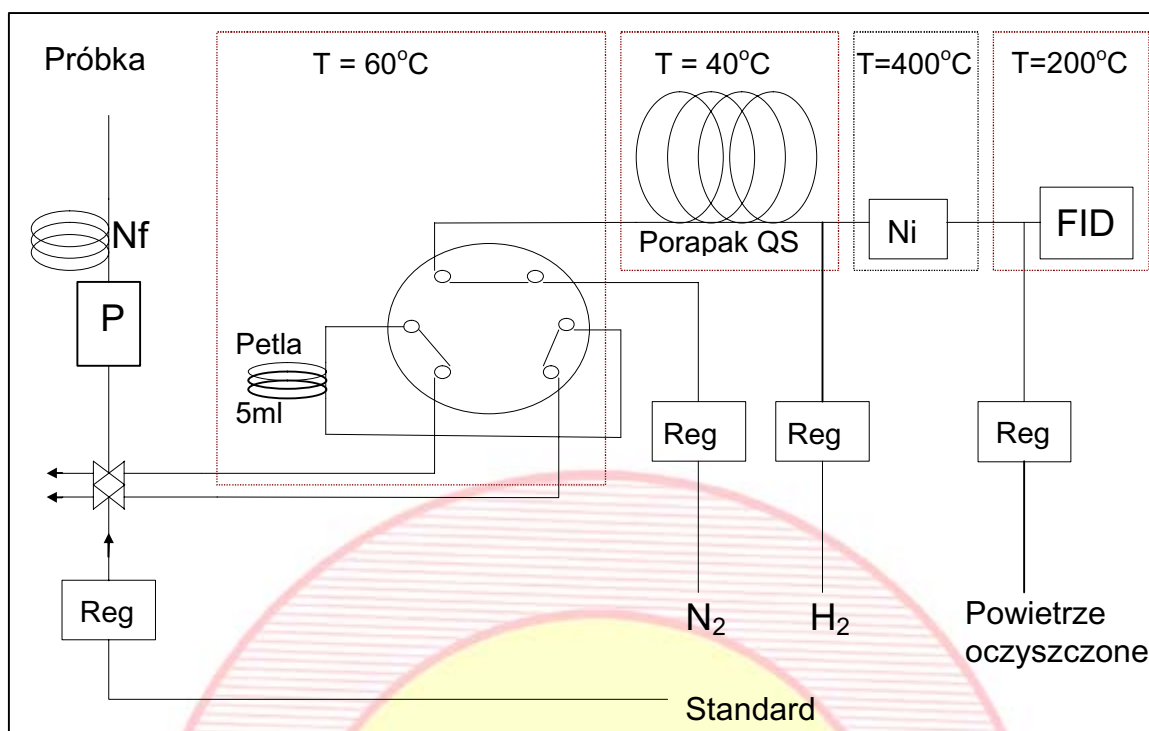 Próbka
T = 60°C
T = 40°C
T=400°C
T=200°C
Nf
P
Porapak QS
Ni
FID
Petla
5ml
Reg
Reg
Reg
Reg
N₂
H₂
Powietrze
oczyszczone
Standard